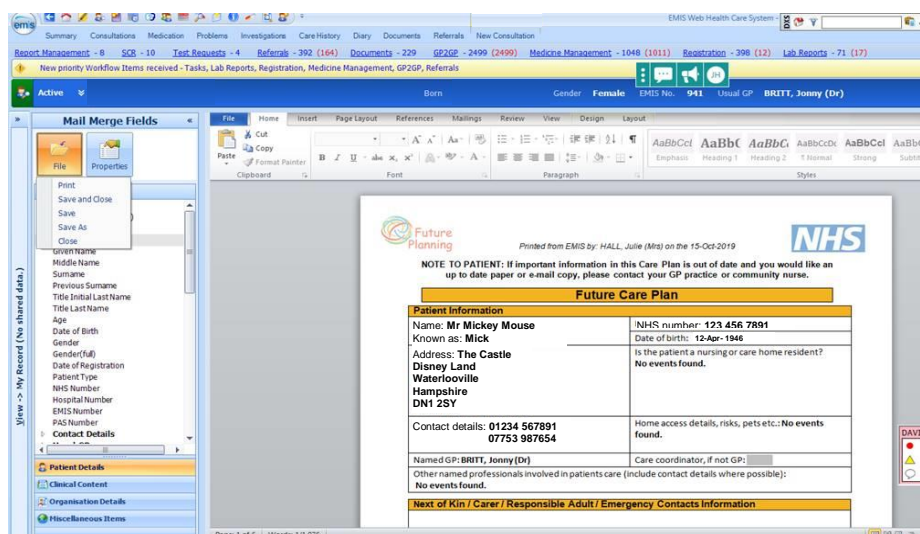 emis
EMIS Web Health Care System -
DXS
Summary Consultations Medication Problems Investigations Care History Diary Documents Referrals New Consultation
Report Management - 8 SCR - 10 Test Requests - 4 Referrals - 392 (164) Documents - 229 GP2GP - 2499 (2499) Medicine Management - 1048 (1011) Registration - 398 (12) Lab Reports - 71 (17)
New priority Workflow Items received - Tasks, Lab Reports, Registration, Medicine Management, GP2GP, Referrals
JH
Active Born Gender Female EMIS No. 941 Usual GP BRITT, Jonny (Dr)
View -> My Record (No shared data.)
Mail Merge Fields
File Properties
Print
Save and Close
Save
Save As
Close
Given Name
Middle Name
Surname
Previous Surname
Title Initial Last Name
Title Last Name
Age
Date of Birth
Gender
Gender(full)
Date of Registration
Patient Type
NHS Number
Hospital Number
EMIS Number
PAS Number
Contact Details
Patient Details
Clinical Content
Organisation Details
Miscellaneous Items
File Home Insert Page Layout References Mailings Review View Design Layout
Paste
Cut
Copy
Format Painter
Clipboard Font Paragraph Styles
AaBbCcI AaBb( AaBbC AaBbCcDc AaBbCcl AaBb
Emphasis Heading 1 Heading 2 ¶ Normal Strong Subtit
Future
Planning
Printed from EMIS by: HALL, Julie (Mrs) on the 15-Oct-2019
NHS
NOTE TO PATIENT: If important information in this Care Plan is out of date and you would like an
up to date paper or e-mail copy, please contact your GP practice or community nurse.
Future Care Plan
Patient Information
Name: Mr Mickey Mouse
Known as: Mick
NHS number: 123 456 7891
Date of birth: 12-Apr- 1946
Address: The Castle
Disney Land
Waterlooville
Hampshire
DN1 2SY
Is the patient a nursing or care home resident?
No events found.
Contact details: 01234 567891
07753 987654
Home access details, risks, pets etc.: No events
found.
Named GP: BRITT, Jonny (Dr)
Care coordinator, if not GP:
Other named professionals involved in patients care (include contact details where possible):
No events found.
Next of Kin / Carer / Responsible Adult / Emergency Contacts Information
DAVI